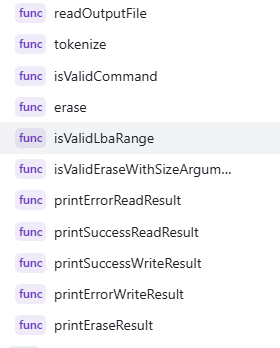 func readOutputFile
func tokenize
func isValidCommand
func erase
func isValidLbaRange
func isValidEraseWithSizeArgum...
func printErrorReadResult
func printSuccessReadResult
func printSuccessWriteResult
func printErrorWriteResult
func printEraseResult